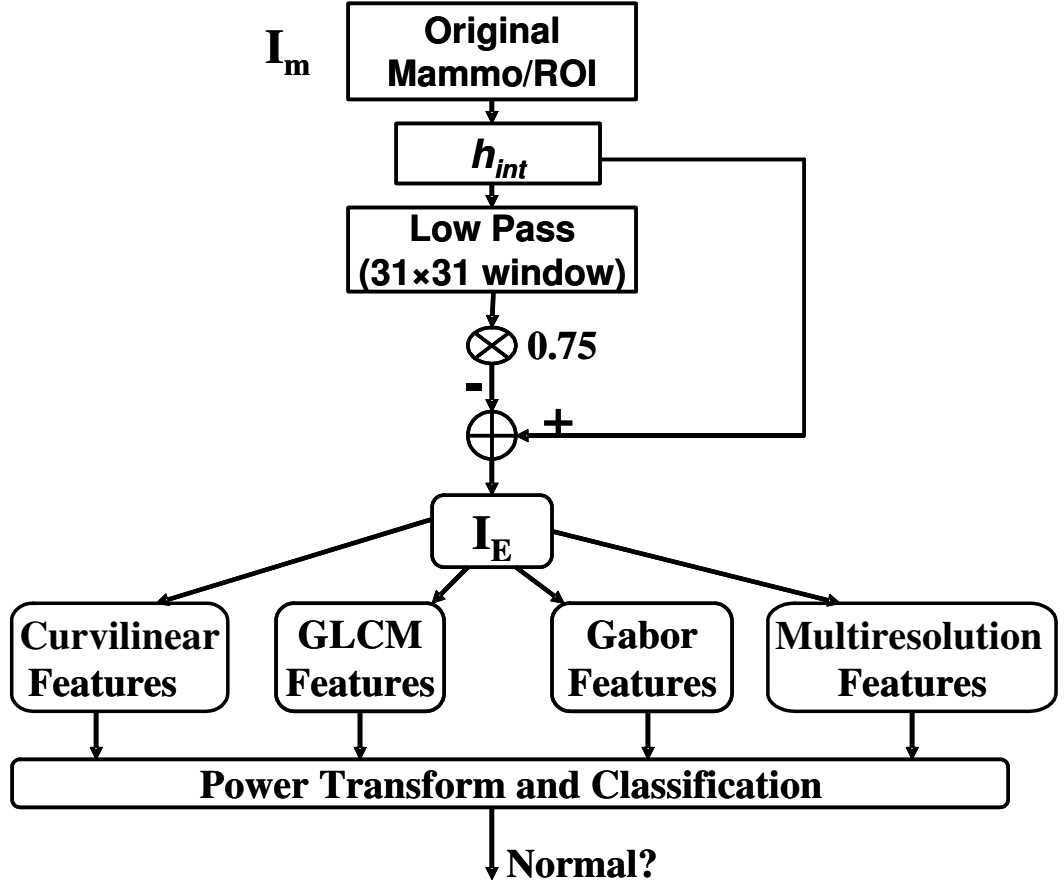 Original
I_m
Mammo/ROI
h_int
Low Pass
(31×31 window)
0.75
-
+
I_E
Curvilinear
Features
GLCM
Features
Gabor
Features
Multiresolution
Features
Power Transform and Classification
Normal?